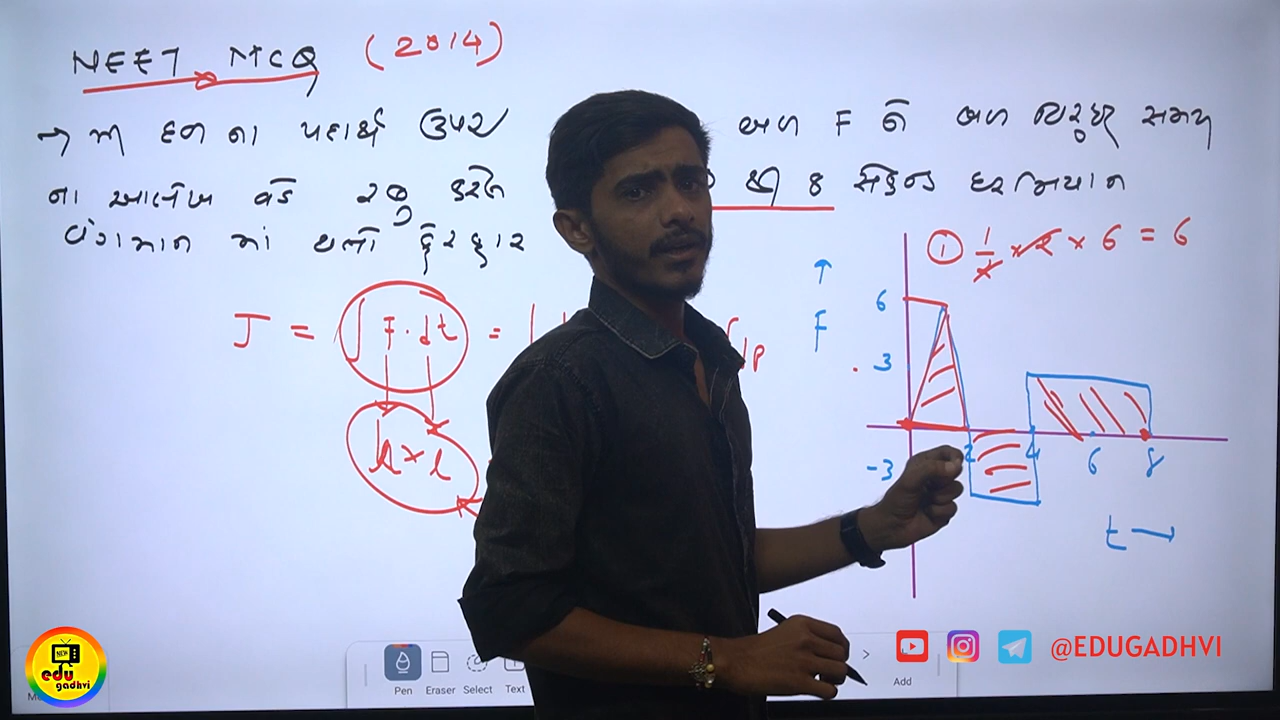 NEET MCQ (2014)
→ m દળ ના પદાર્થ ઉપર બળ F ને બળ વિરુદ્ધ સમય
ના આલેખ વડે રજુ કરેલ છે 8 સેકન્ડ દરમ્યાન
વેગમાન માં થતો ફેરફાર
① 1/1 × 2 × 6 = 6
J = ∫ F · dt =
h × l
↑
F
6
3
-3
2 4 6 8
t →
NEW
edu
gadhvi
Pen Eraser Select Text Add
@EDUGADHVI